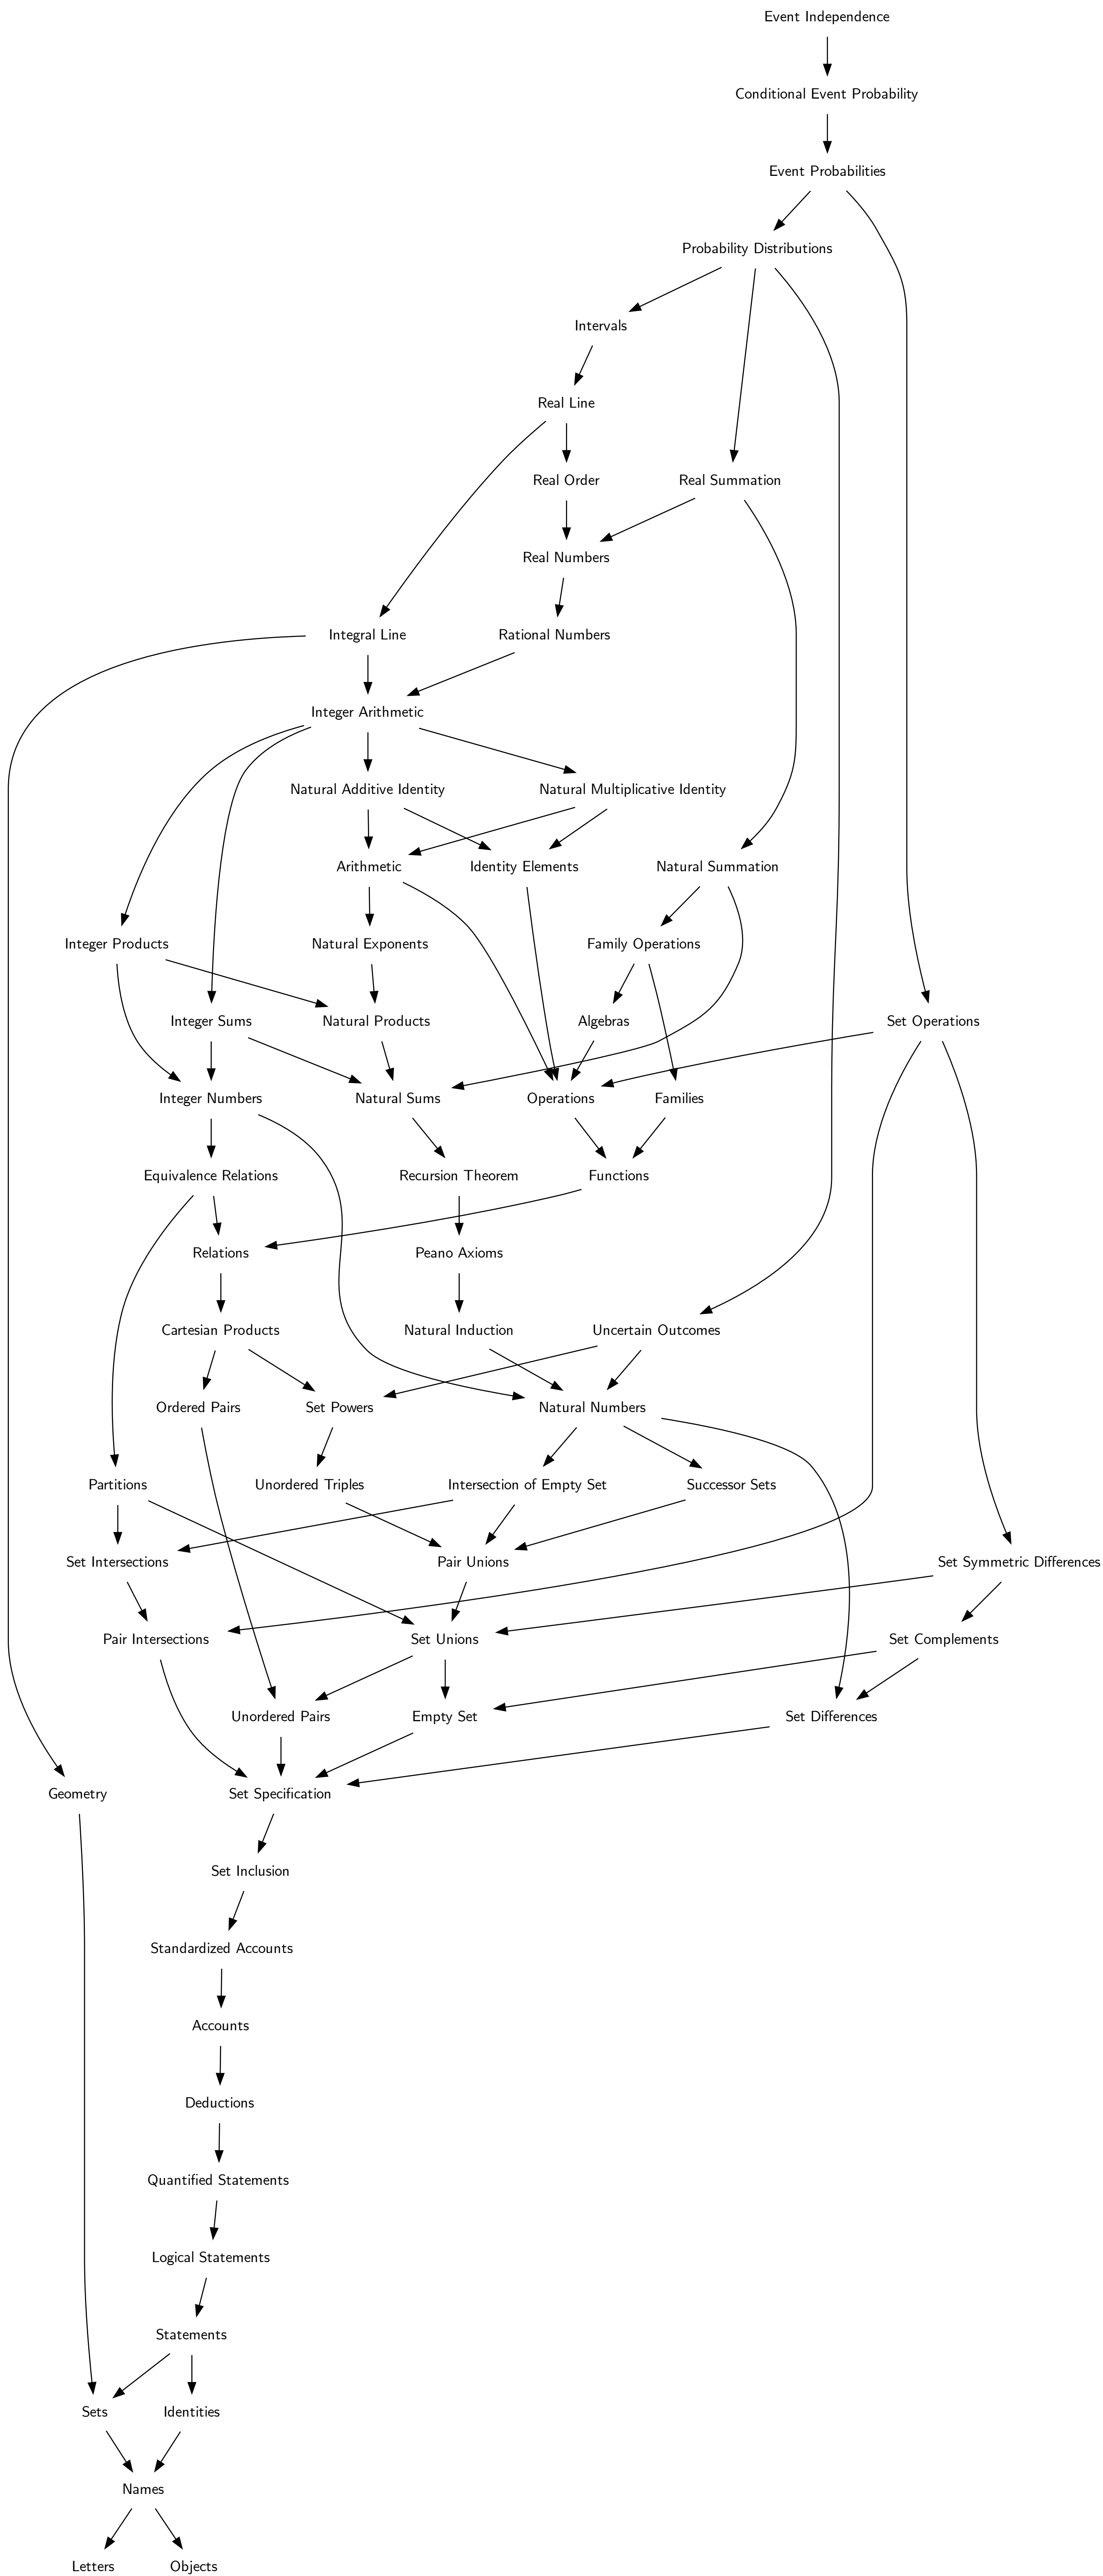 Event Independence
Conditional Event Probability
Event Probabilities
Probability Distributions
Intervals
Real Line
Real Order
Real Summation
Real Numbers
Integral Line
Rational Numbers
Integer Arithmetic
Natural Additive Identity
Natural Multiplicative Identity
Arithmetic
Identity Elements
Natural Summation
Integer Products
Natural Exponents
Family Operations
Integer Sums
Natural Products
Algebras
Set Operations
Integer Numbers
Natural Sums
Operations
Families
Equivalence Relations
Recursion Theorem
Functions
Relations
Peano Axioms
Cartesian Products
Natural Induction
Uncertain Outcomes
Ordered Pairs
Set Powers
Natural Numbers
Partitions
Unordered Triples
Intersection of Empty Set
Successor Sets
Set Intersections
Pair Unions
Set Symmetric Differences
Pair Intersections
Set Unions
Set Complements
Unordered Pairs
Empty Set
Set Differences
Geometry
Set Specification
Set Inclusion
Standardized Accounts
Accounts
Deductions
Quantified Statements
Logical Statements
Statements
Sets
Identities
Names
Letters
Objects